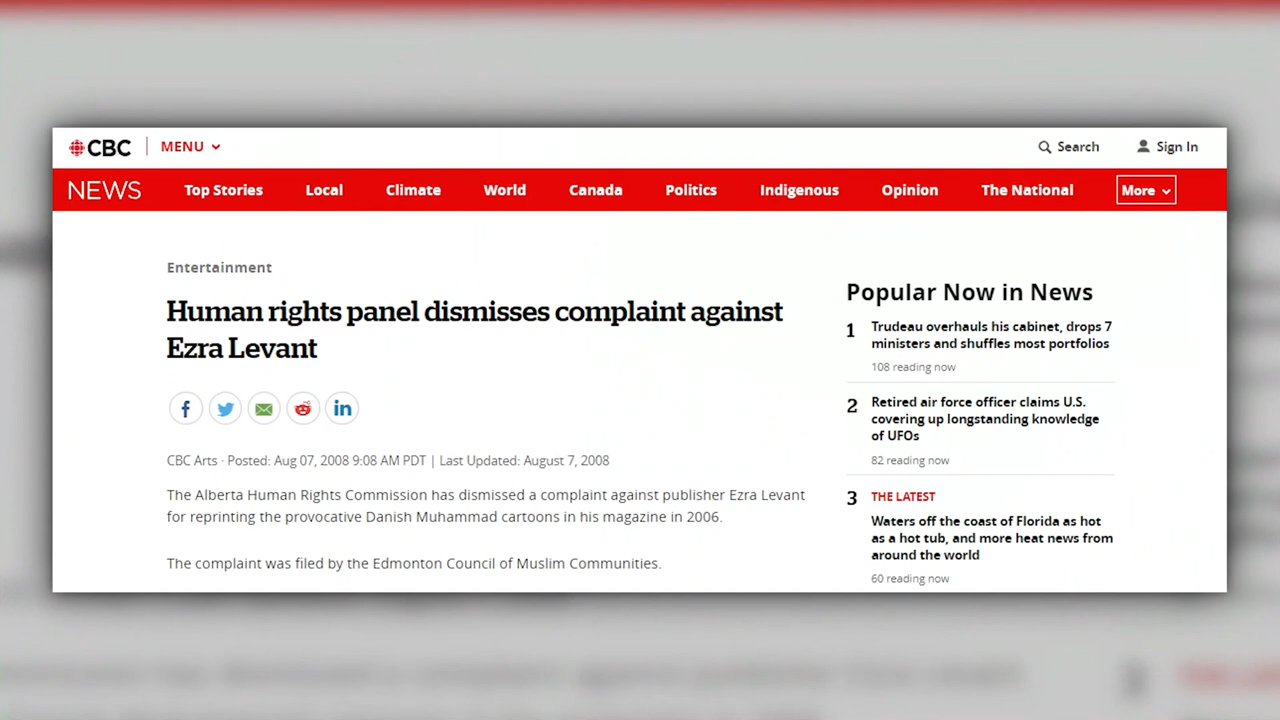 CBC MENU Search Sign In
NEWS Top Stories Local Climate World Canada Politics Indigenous Opinion The National More
Entertainment
Human rights panel dismisses complaint against
Ezra Levant
CBC Arts · Posted: Aug 07, 2008 9:08 AM PDT | Last Updated: August 7, 2008
The Alberta Human Rights Commission has dismissed a complaint against publisher Ezra Levant
for reprinting the provocative Danish Muhammad cartoons in his magazine in 2006.
The complaint was filed by the Edmonton Council of Muslim Communities.
Popular Now in News
1 Trudeau overhauls his cabinet, drops 7
ministers and shuffles most portfolios
108 reading now
2 Retired air force officer claims U.S.
covering up longstanding knowledge
of UFOs
82 reading now
3 THE LATEST
Waters off the coast of Florida as hot
as a hot tub, and more heat news from
around the world
60 reading now